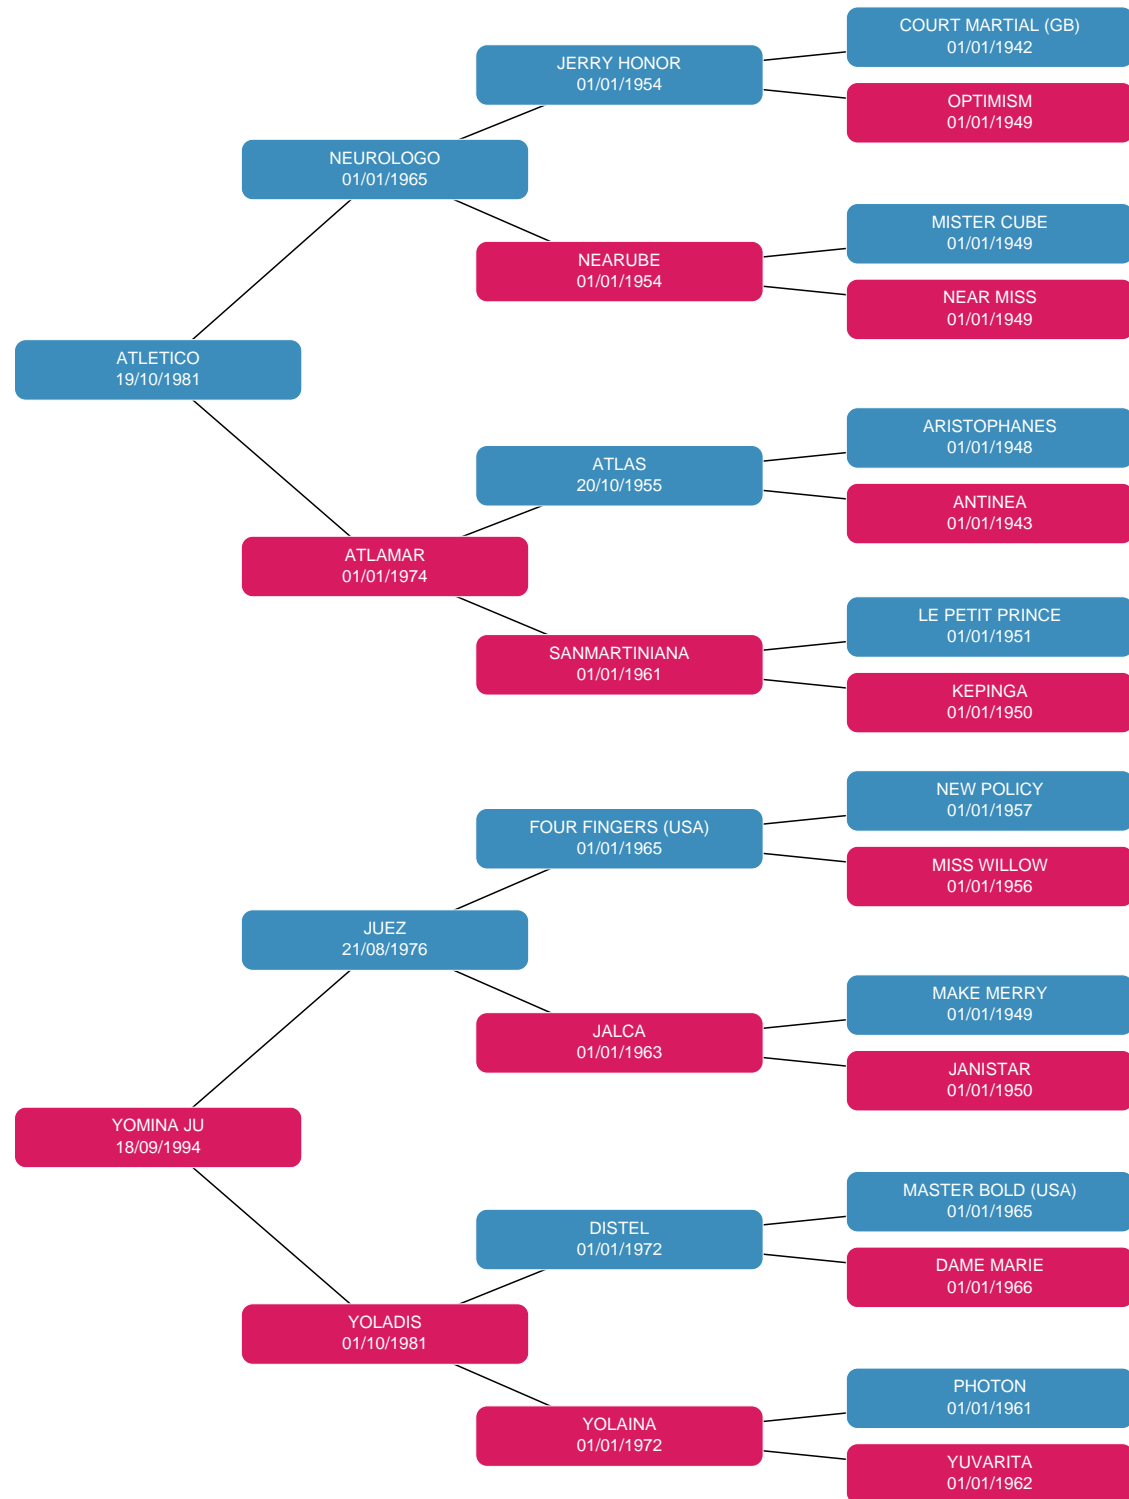 COURT MARTIAL (GB)
01/01/1942
JERRY HONOR
01/01/1954
OPTIMISM
01/01/1949
NEUROLOGO
01/01/1965
MISTER CUBE
01/01/1949
NEARUBE
01/01/1954
NEAR MISS
01/01/1949
ATLETICO
19/10/1981
ARISTOPHANES
01/01/1948
ATLAS
20/10/1955
ANTINEA
01/01/1943
ATLAMAR
01/01/1974
LE PETIT PRINCE
01/01/1951
SANMARTINIANA
01/01/1961
KEPINGA
01/01/1950
NEW POLICY
01/01/1957
FOUR FINGERS (USA)
01/01/1965
MISS WILLOW
01/01/1956
JUEZ
21/08/1976
MAKE MERRY
01/01/1949
JALCA
01/01/1963
JANISTAR
01/01/1950
YOMINA JU
18/09/1994
MASTER BOLD (USA)
01/01/1965
DISTEL
01/01/1972
DAME MARIE
01/01/1966
YOLADIS
01/10/1981
PHOTON
01/01/1961
YOLAINA
01/01/1972
YUVARITA
01/01/1962